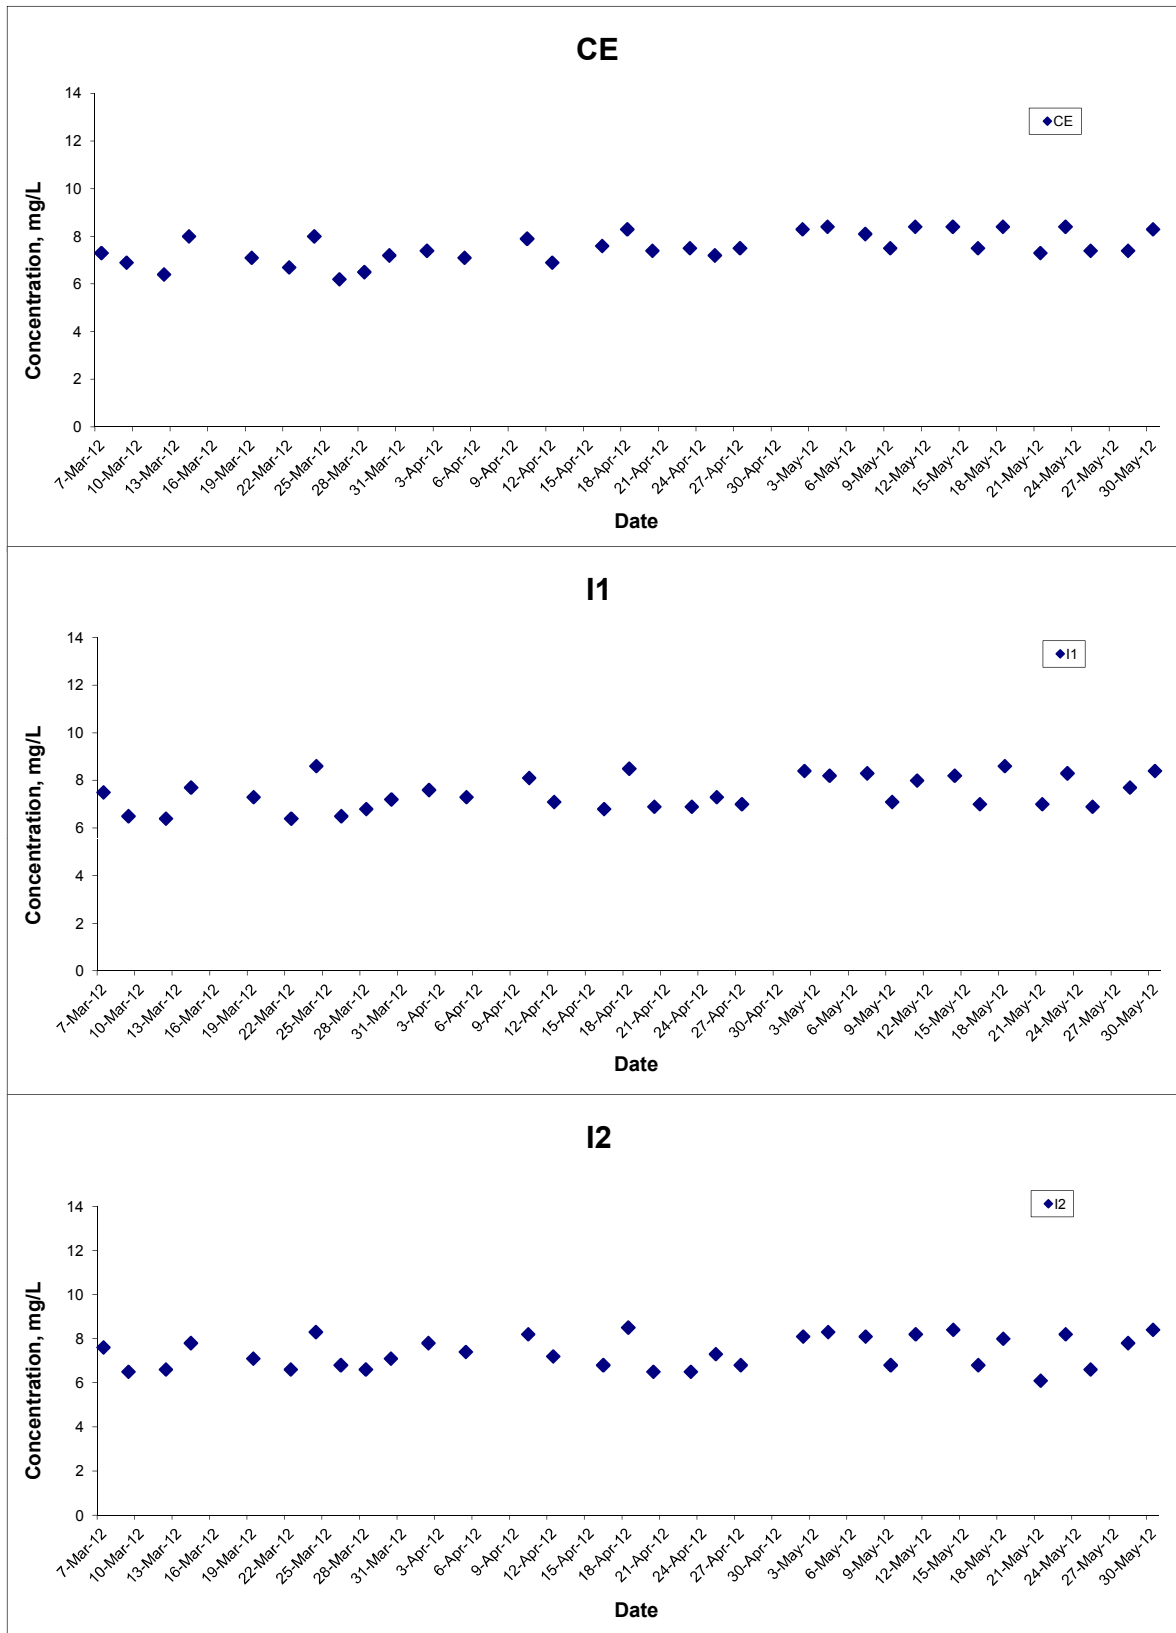 CE
14
12
10
8
6
4
2
0
Concentration, mg/L
CE
7-Mar-12 10-Mar-12 13-Mar-12 16-Mar-12 19-Mar-12 22-Mar-12 25-Mar-12 28-Mar-12 31-Mar-12 3-Apr-12 6-Apr-12 9-Apr-12 12-Apr-12 15-Apr-12 18-Apr-12 21-Apr-12 24-Apr-12 27-Apr-12 30-Apr-12 3-May-12 6-May-12 9-May-12 12-May-12 15-May-12 18-May-12 21-May-12 24-May-12 27-May-12 30-May-12
Date
I1
14
12
10
8
6
4
2
0
Concentration, mg/L
I1
7-Mar-12 10-Mar-12 13-Mar-12 16-Mar-12 19-Mar-12 22-Mar-12 25-Mar-12 28-Mar-12 31-Mar-12 3-Apr-12 6-Apr-12 9-Apr-12 12-Apr-12 15-Apr-12 18-Apr-12 21-Apr-12 24-Apr-12 27-Apr-12 30-Apr-12 3-May-12 6-May-12 9-May-12 12-May-12 15-May-12 18-May-12 21-May-12 24-May-12 27-May-12 30-May-12
Date
I2
14
12
10
8
6
4
2
0
Concentration, mg/L
I2
7-Mar-12 10-Mar-12 13-Mar-12 16-Mar-12 19-Mar-12 22-Mar-12 25-Mar-12 28-Mar-12 31-Mar-12 3-Apr-12 6-Apr-12 9-Apr-12 12-Apr-12 15-Apr-12 18-Apr-12 21-Apr-12 24-Apr-12 27-Apr-12 30-Apr-12 3-May-12 6-May-12 9-May-12 12-May-12 15-May-12 18-May-12 21-May-12 24-May-12 27-May-12 30-May-12
Date